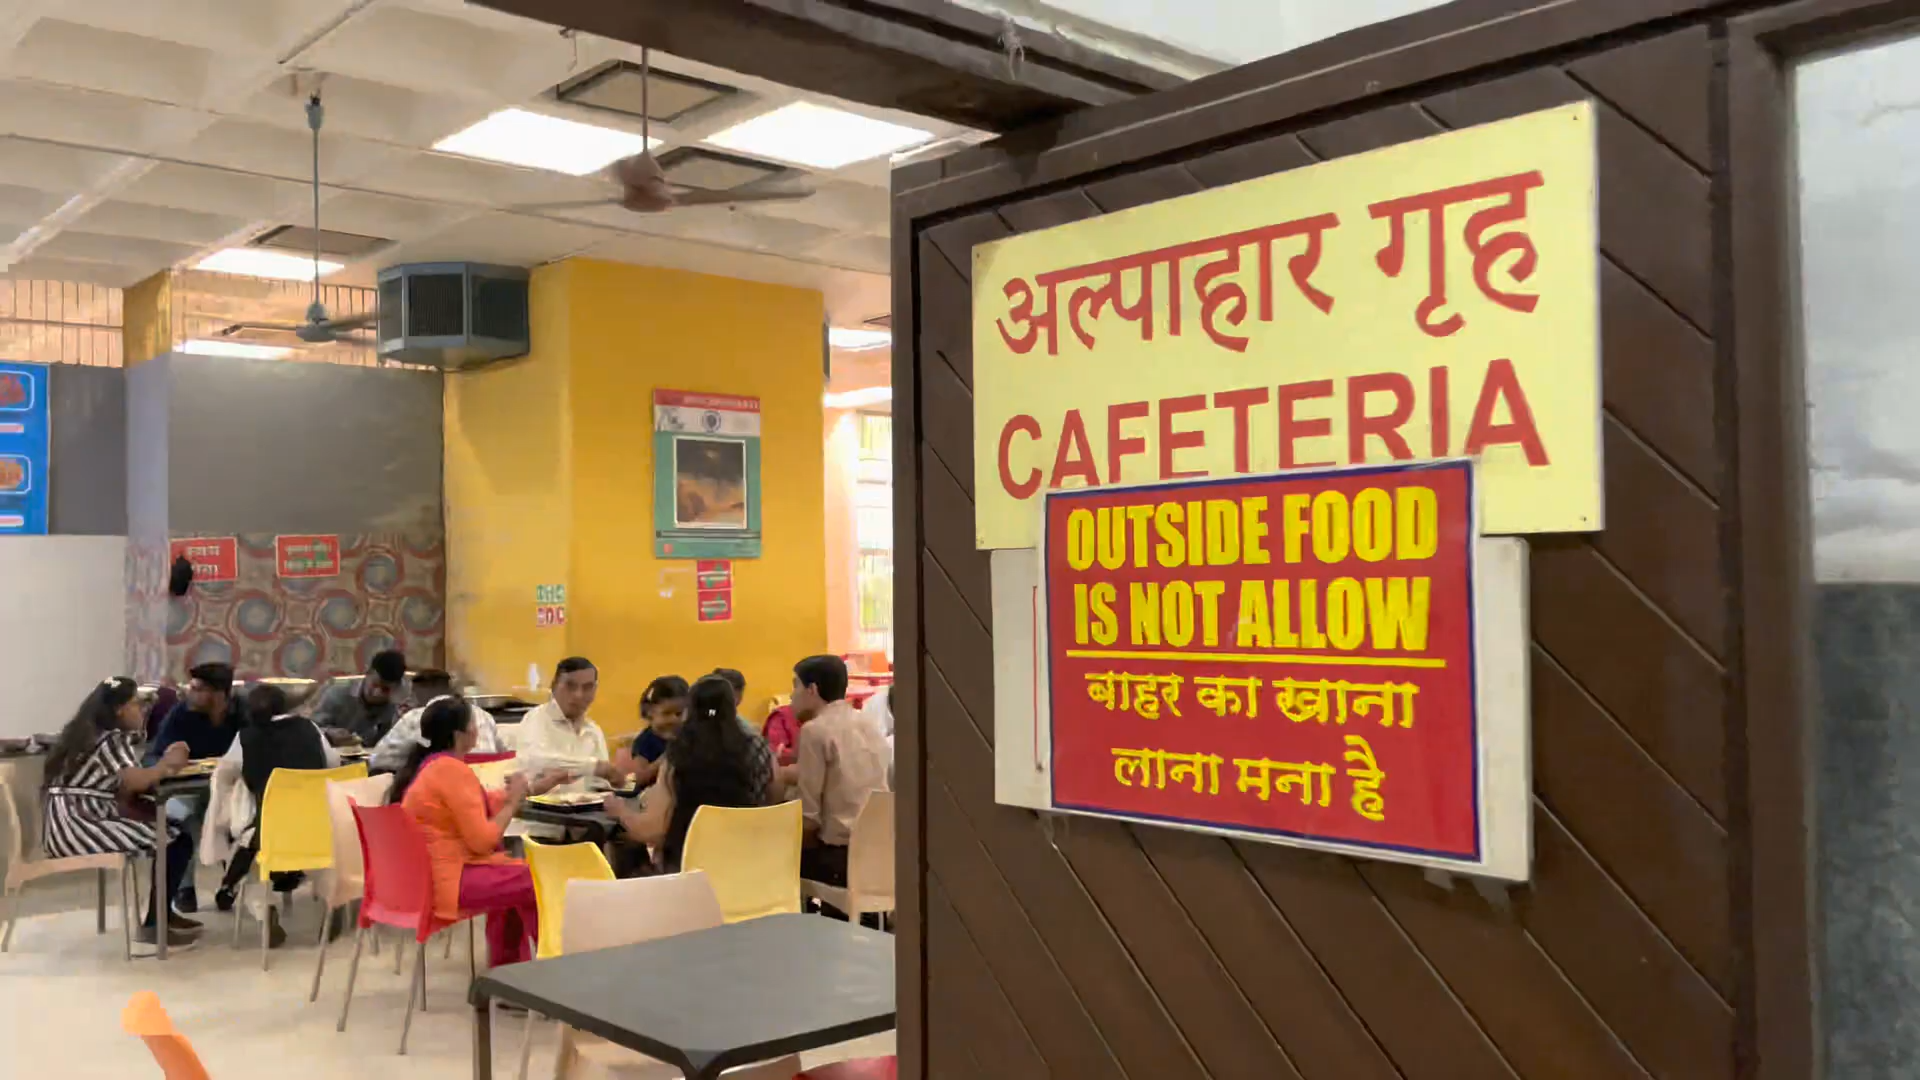 अल्पाहार गृह
CAFETERIA
OUTSIDE FOOD
IS NOT ALLOW
बाहर का खाना
लाना मना है